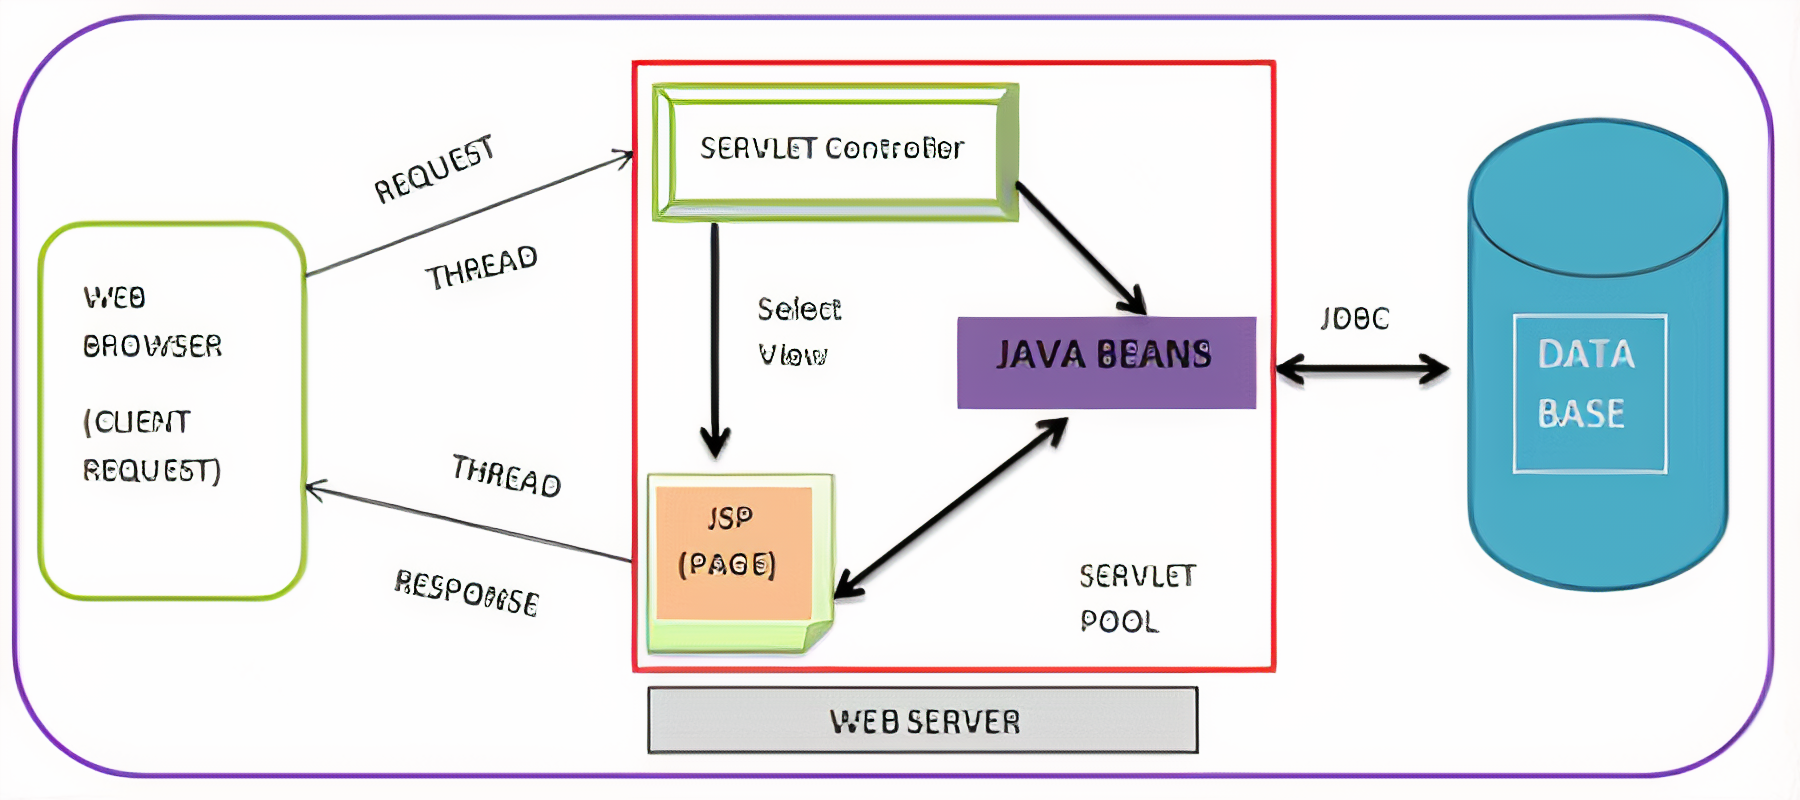 REQUEST
THREAD
WEB
BROWSER
(CLIENT
REQUEST)
THREAD
RESPONSE
SERVLET Controller
Select
View
JAVA BEANS
JSP
(PAGE)
SERVLET
POOL
WEB SERVER
JDBC
DATA
BASE